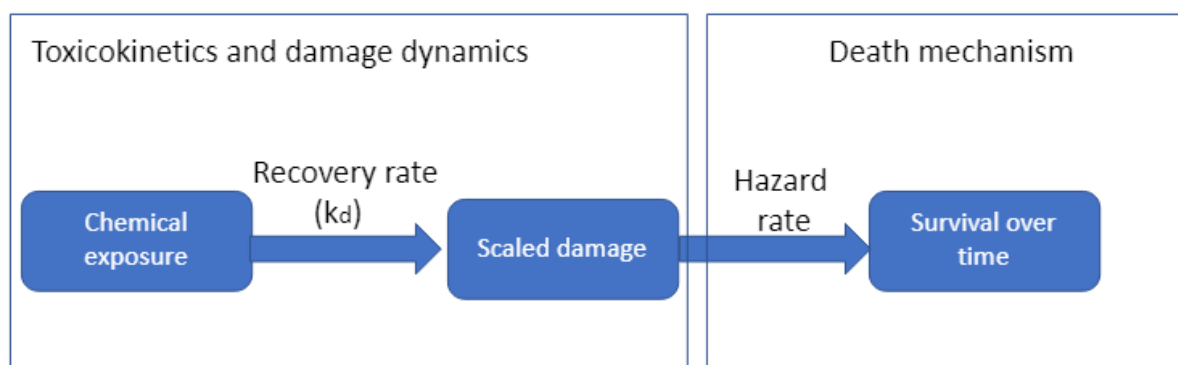 Toxicokinetics and damage dynamics
Death mechanism
Recovery rate
(kd)
Hazard
rate
Chemical
exposure
Scaled damage
Survival over
time